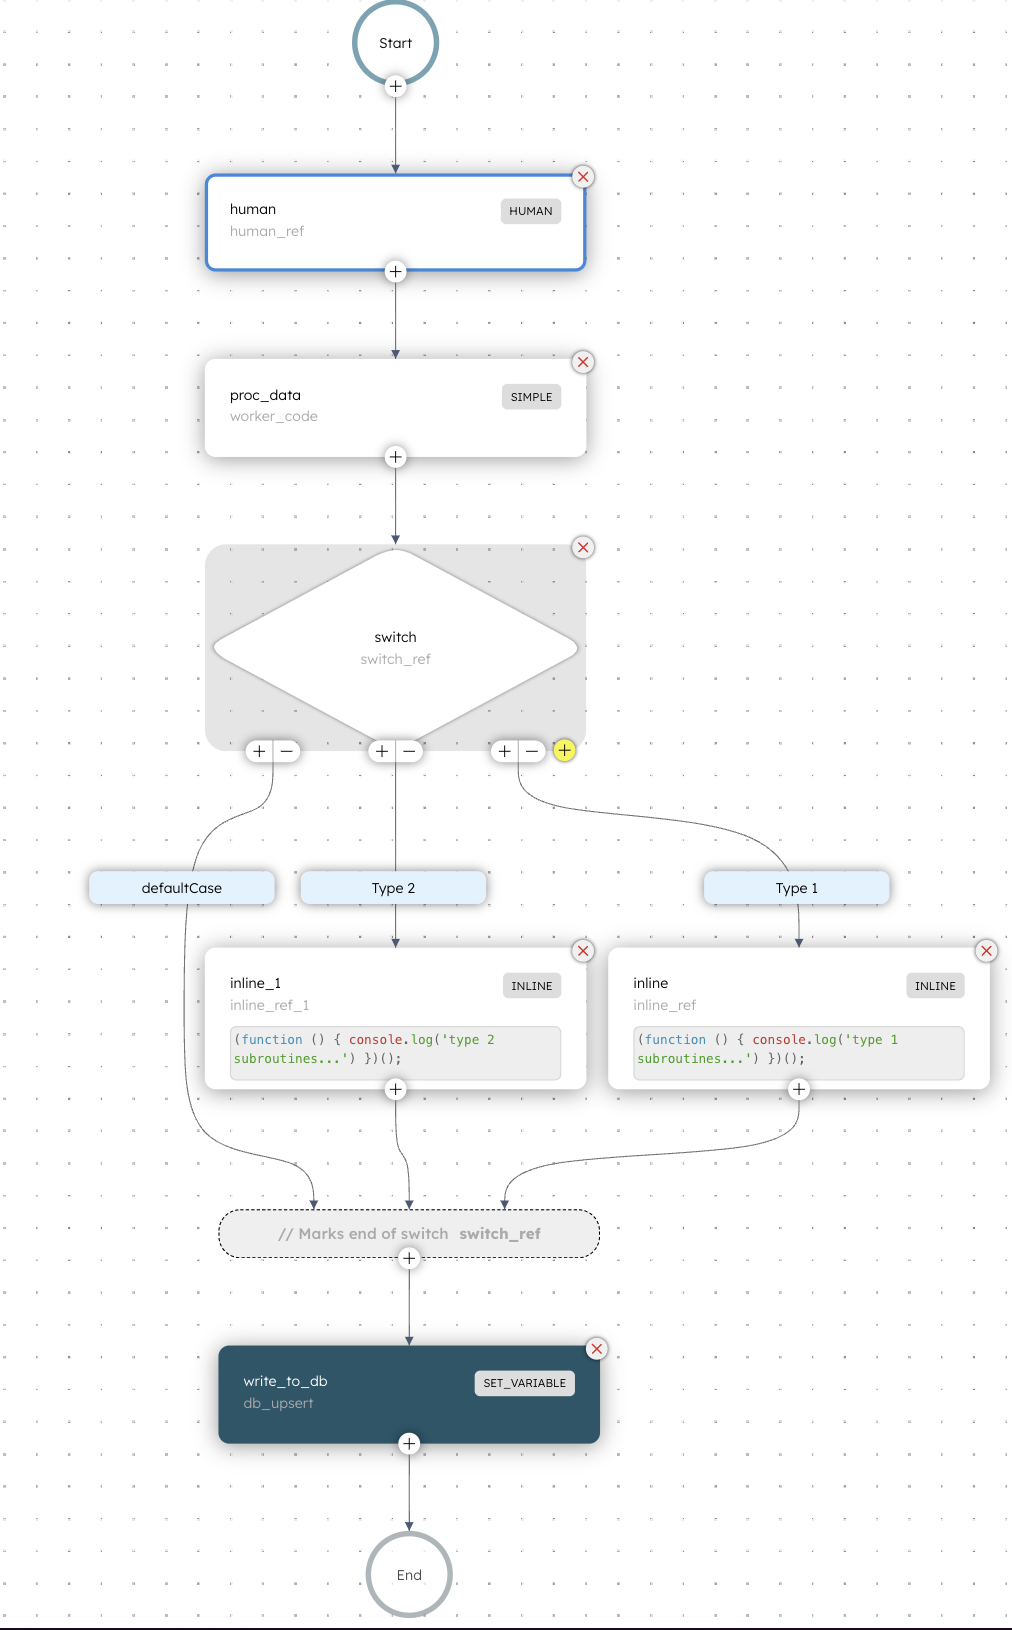 Start
human
HUMAN
human_ref
proc_data
SIMPLE
worker_code
switch
switch_ref
defaultCase
Type 2
Type 1
inline_1
INLINE
inline_ref_1
(function () { console.log('type 2
subroutines...') })();
inline
INLINE
inline_ref
(function () { console.log('type 1
subroutines...') })();
// Marks end of switch switch_ref
write_to_db
SET_VARIABLE
db_upsert
End